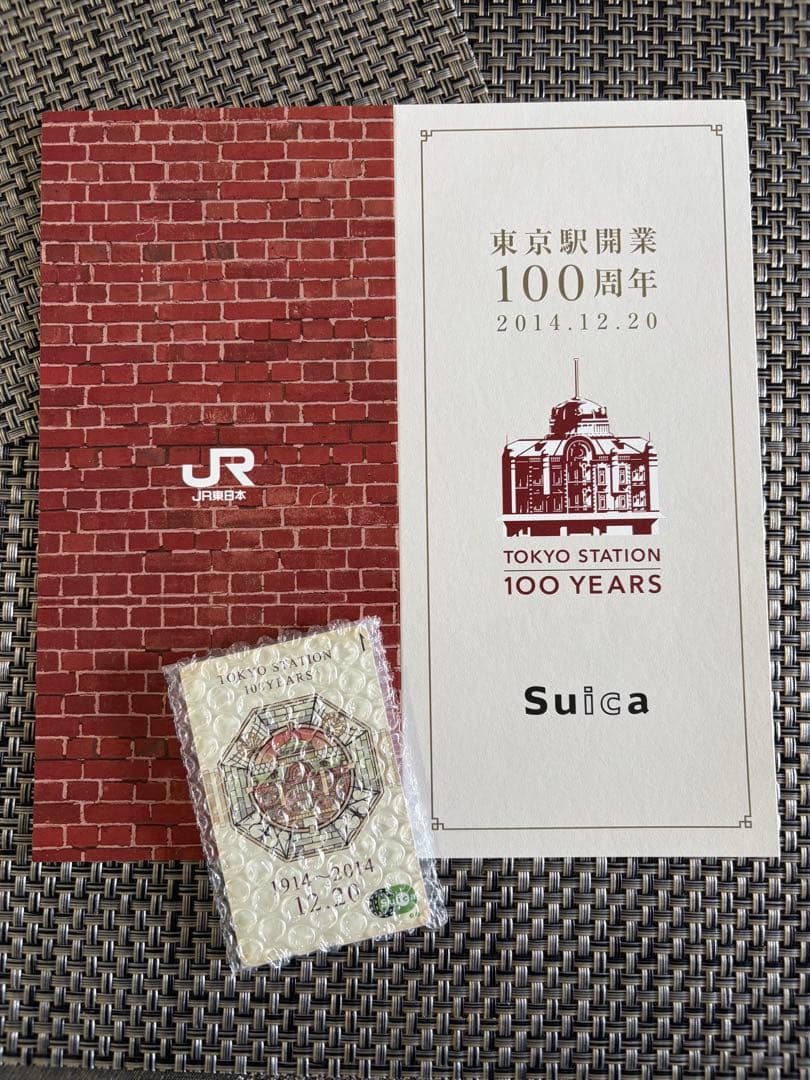 JR
JR東日本
東京駅開業
100周年
2014.12.20
TOKYO STATION
100 YEARS
Suica
TOKYO STATION
100 YEARS
1914~2014
12.20